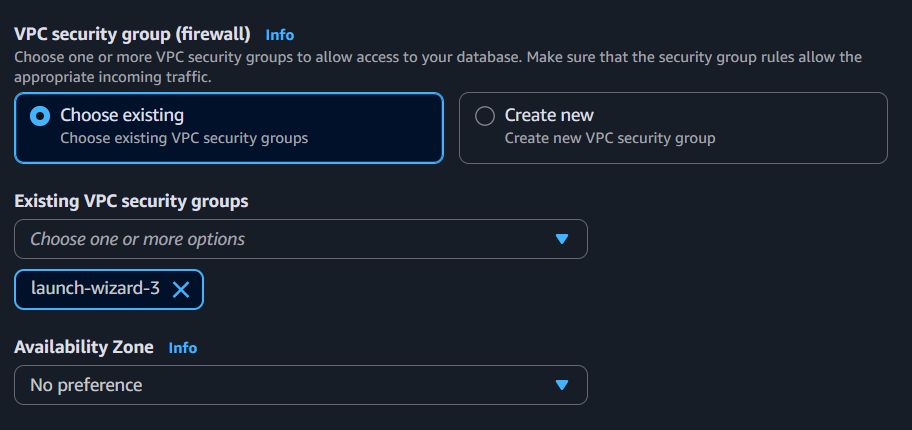 VPC security group (firewall) Info
Choose one or more VPC security groups to allow access to your database. Make sure that the security group rules allow the
appropriate incoming traffic.
Choose existing
Choose existing VPC security groups
Create new
Create new VPC security group
Existing VPC security groups
Choose one or more options
launch-wizard-3
Availability Zone Info
No preference